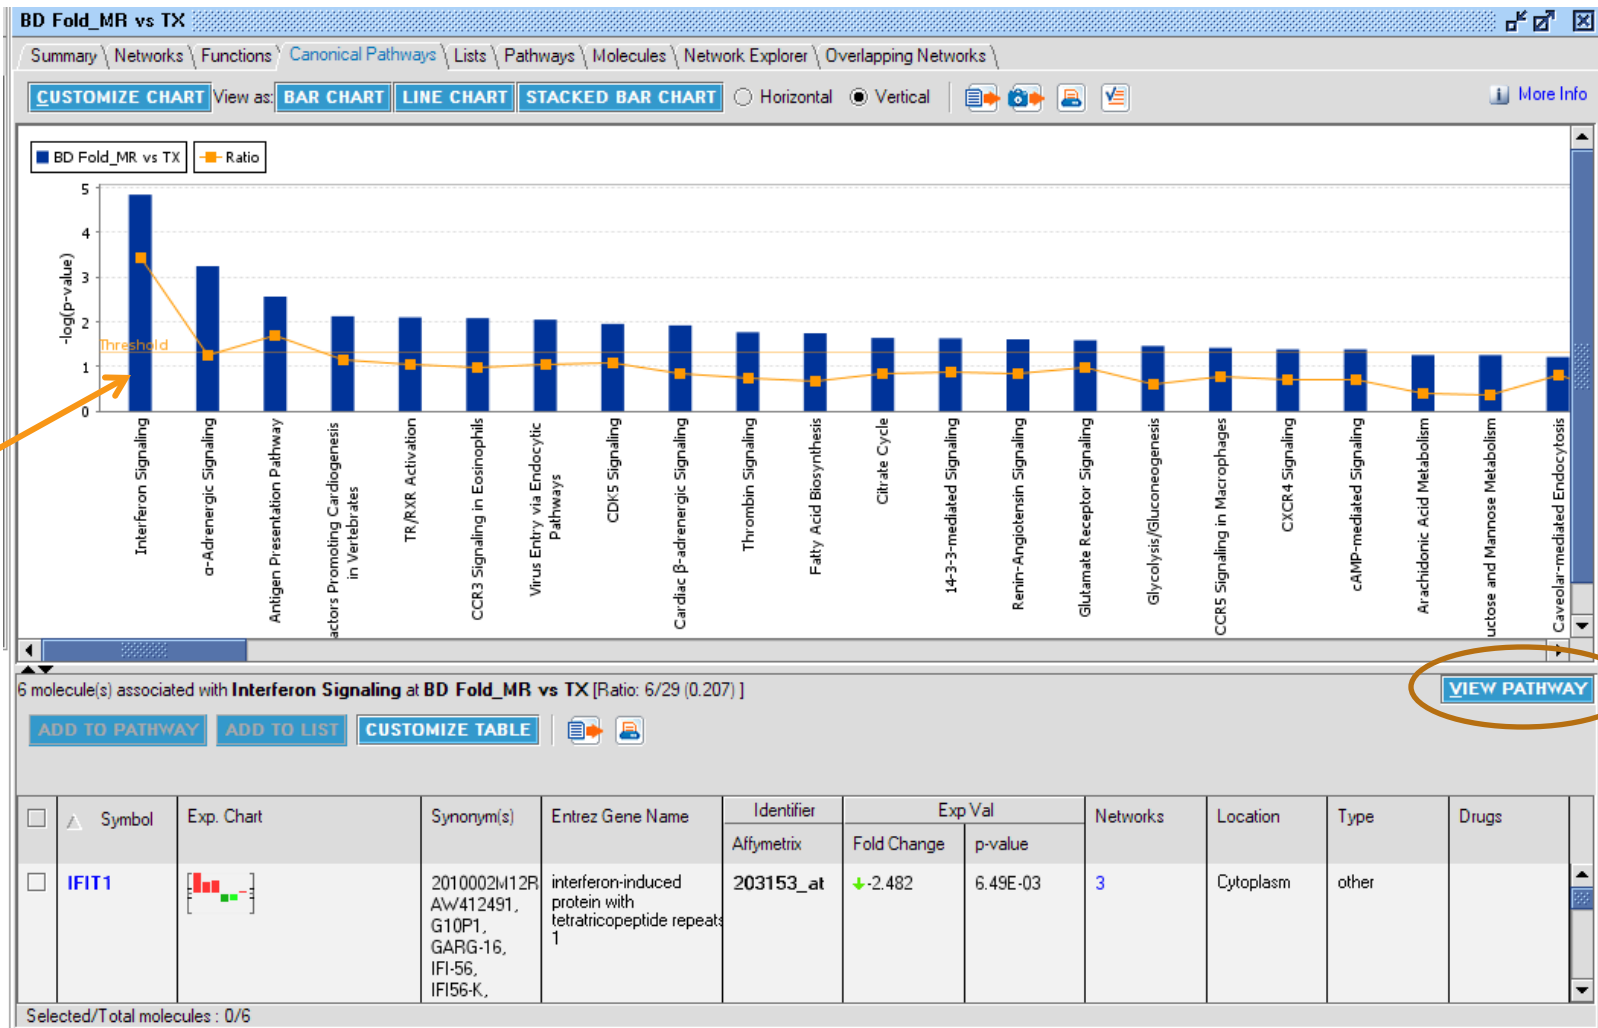 BD Fold_MR vs TX
Summary Networks Functions Canonical Pathways Lists Pathways Molecules Network Explorer Overlapping Networks
CUSTOMIZE CHART View as: BAR CHART LINE CHART STACKED BAR CHART Horizontal Vertical More Info
BD Fold_MR vs TX Ratio
5
4
3
2
1
0
-log(p-value)
Threshold
Interferon Signaling
α-Adrenergic Signaling
Antigen Presentation Pathway
actors Promoting Cardiogenesis
in Vertebrates
TR/RXR Activation
CCR3 Signaling in Eosinophils
Virus Entry via Endocytic
Pathways
CDK5 Signaling
Cardiac β-adrenergic Signaling
Thrombin Signaling
Fatty Acid Biosynthesis
Citrate Cycle
14-3-3-mediated Signaling
Renin-Angiotensin Signaling
Glutamate Receptor Signaling
Glycolysis/Gluconeogenesis
CCR5 Signaling in Macrophages
CXCR4 Signaling
cAMP-mediated Signaling
Arachidonic Acid Metabolism
uctose and Mannose Metabolism
Caveolar-mediated Endocytosis
6 molecule(s) associated with Interferon Signaling at BD Fold_MR vs TX [Ratio: 6/29 (0.207) ] VIEW PATHWAY
ADD TO PATHWAY ADD TO LIST CUSTOMIZE TABLE
Symbol Exp. Chart Synonym(s) Entrez Gene Name Identifier Exp Val Networks Location Type Drugs
Affymetrix Fold Change p-value
IFIT1 2010002M12R interferon-induced 203153_at -2.482 6.49E-03 3 Cytoplasm other
AW412491, protein with
G10P1, tetratricopeptide repeats
GARG-16, 1
IFI-56,
IFI56-K,
Selected/Total molecules : 0/6